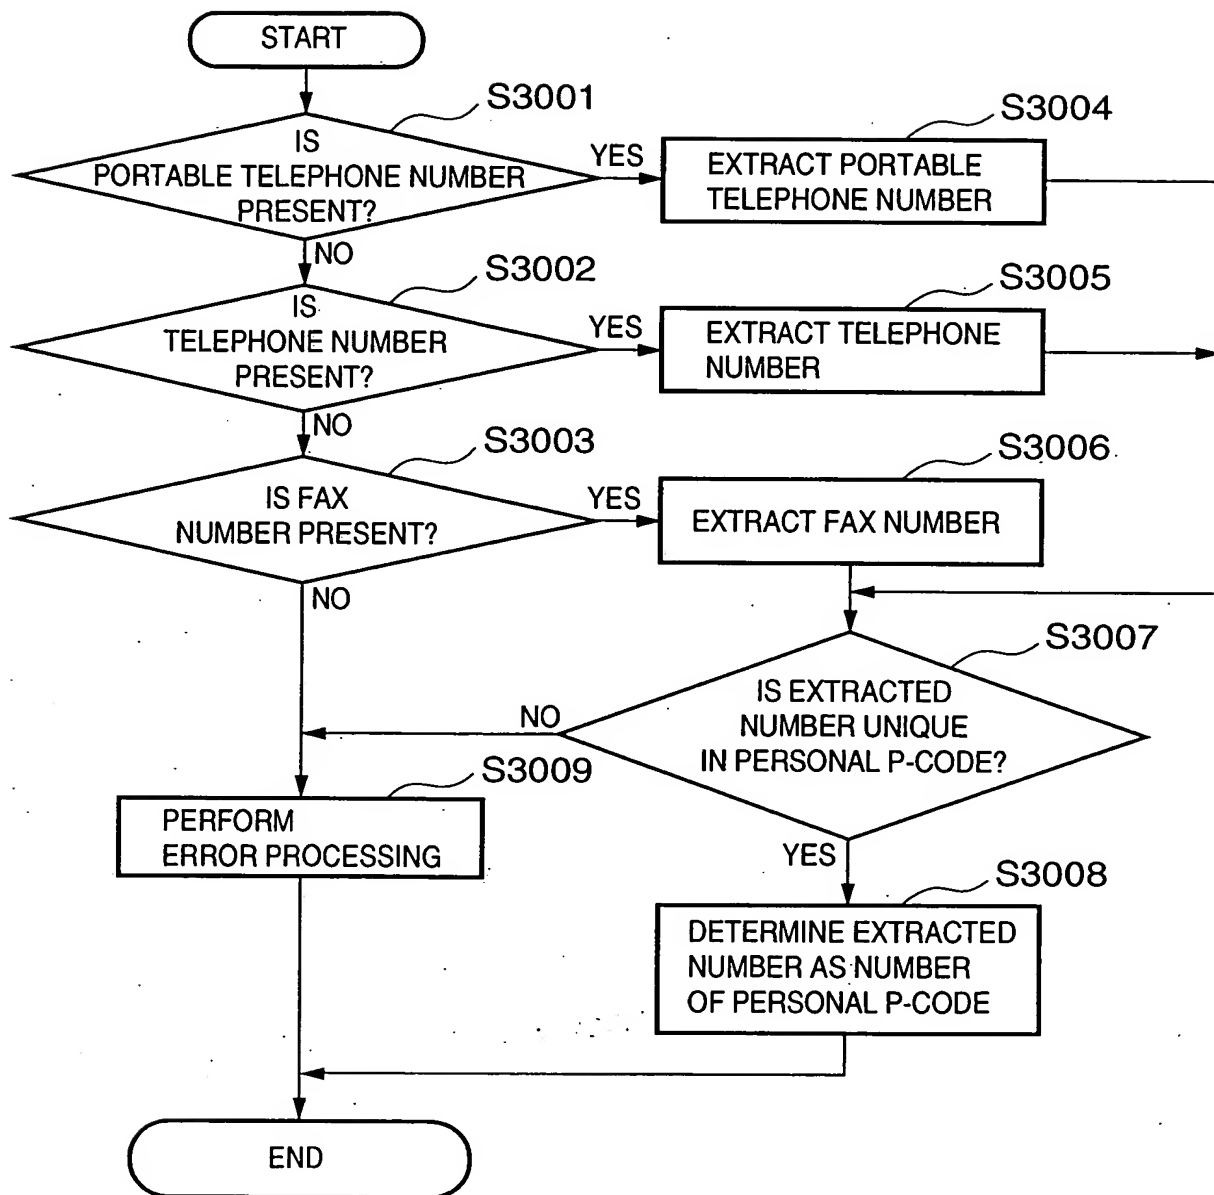 START
S3001
IS
PORTABLE TELEPHONE NUMBER
PRESENT?
YES
S3004
EXTRACT PORTABLE
TELEPHONE NUMBER
NO
S3002
IS
TELEPHONE NUMBER
PRESENT?
YES
S3005
EXTRACT TELEPHONE
NUMBER
NO
S3003
IS FAX
NUMBER PRESENT?
YES
S3006
EXTRACT FAX NUMBER
NO
S3007
IS EXTRACTED
NUMBER UNIQUE
IN PERSONAL P-CODE?
NO
S3009
PERFORM
ERROR PROCESSING
YES
S3008
DETERMINE EXTRACTED
NUMBER AS NUMBER
OF PERSONAL P-CODE
END